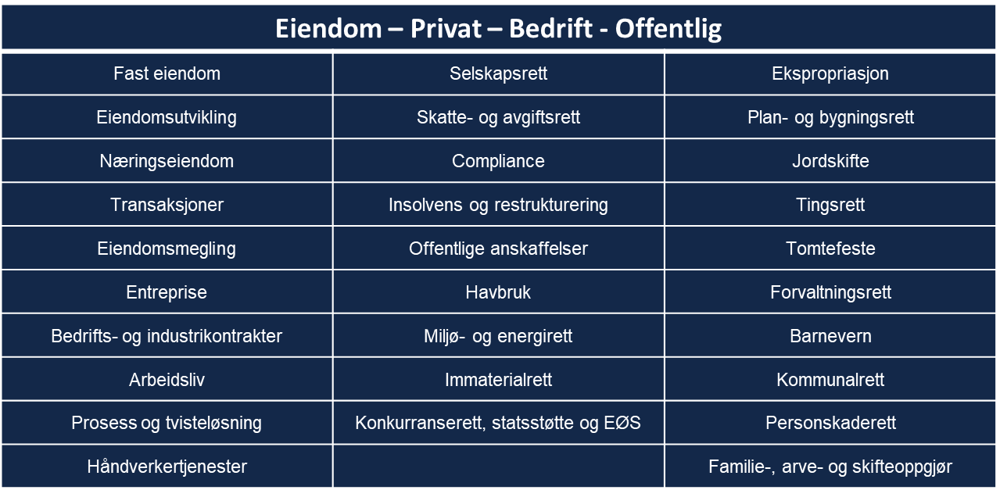 Eiendom – Privat – Bedrift - Offentlig
Fast eiendom
Selskapsrett
Ekspropriasjon
Eiendomsutvikling
Skatte- og avgiftsrett
Plan- og bygningsrett
Næringseiendom
Compliance
Jordskifte
Transaksjoner
Insolvens og restrukturering
Tingsrett
Eiendomsmegling
Offentlige anskaffelser
Tomtefeste
Entreprise
Havbruk
Forvaltningsrett
Bedrifts- og industrikontrakter
Miljø- og energirett
Barnevern
Arbeidsliv
Immaterialrett
Kommunalrett
Prosess og tvisteløsning
Konkurranserett, statsstøtte og EØS
Personskaderett
Håndverkertjenester
Familie-, arve- og skifteoppgjør